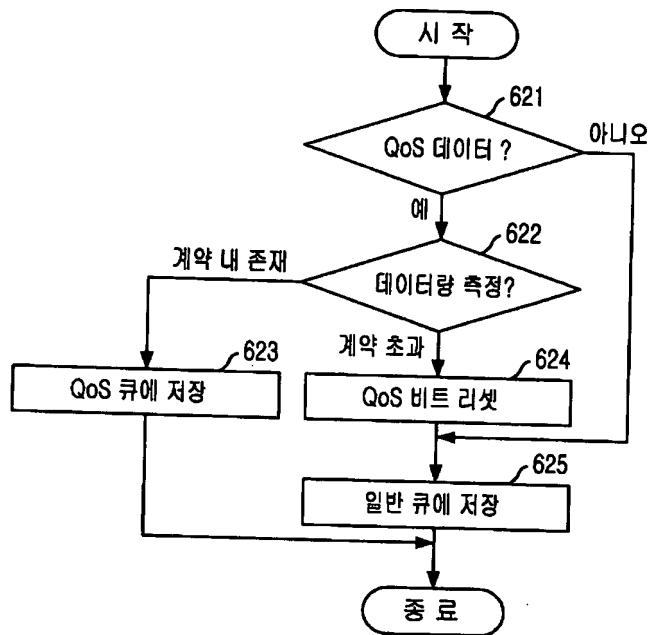 시 작
621
QoS 데이터 ?
아니오
예
622
계약 내 존재
데이터량 측정?
계약 초과
623
QoS 큐에 저장
624
QoS 비트 리셋
625
일반 큐에 저장
종 료